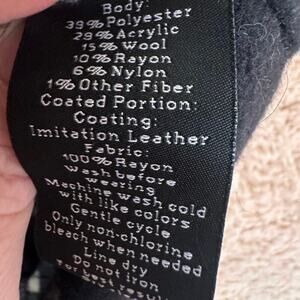 Body:
39% Polyester
29% Acrylic
15% Wool
10% Rayon
6% Nylon
1% Other Fiber
Coated Portion:
Coating:
Imitation Leather
Fabric:
100% Rayon
Wash before
wearing
Machine wash cold
with like colors
Gentle cycle
Only non-chlorine
bleach when needed
Line dry
Do not iron
For best